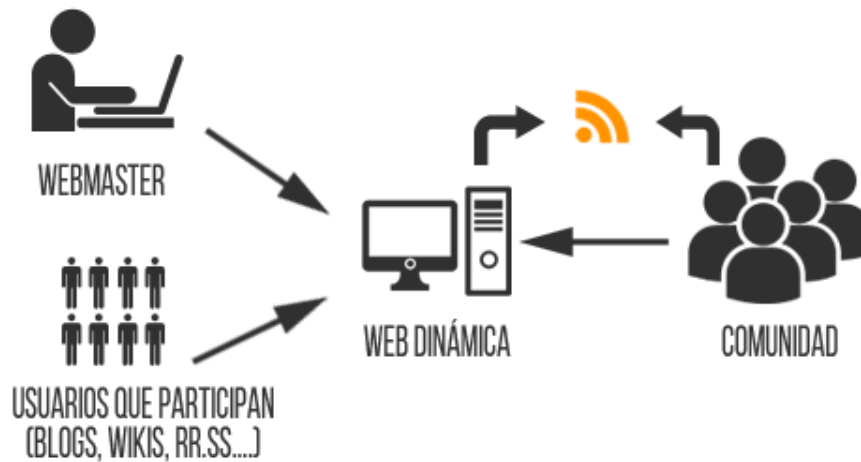 WEBMASTER
WEB DINÁMICA
COMUNIDAD
USUARIOS QUE PARTICIPAN
(BLOGS, WIKIS, RR.SS....)